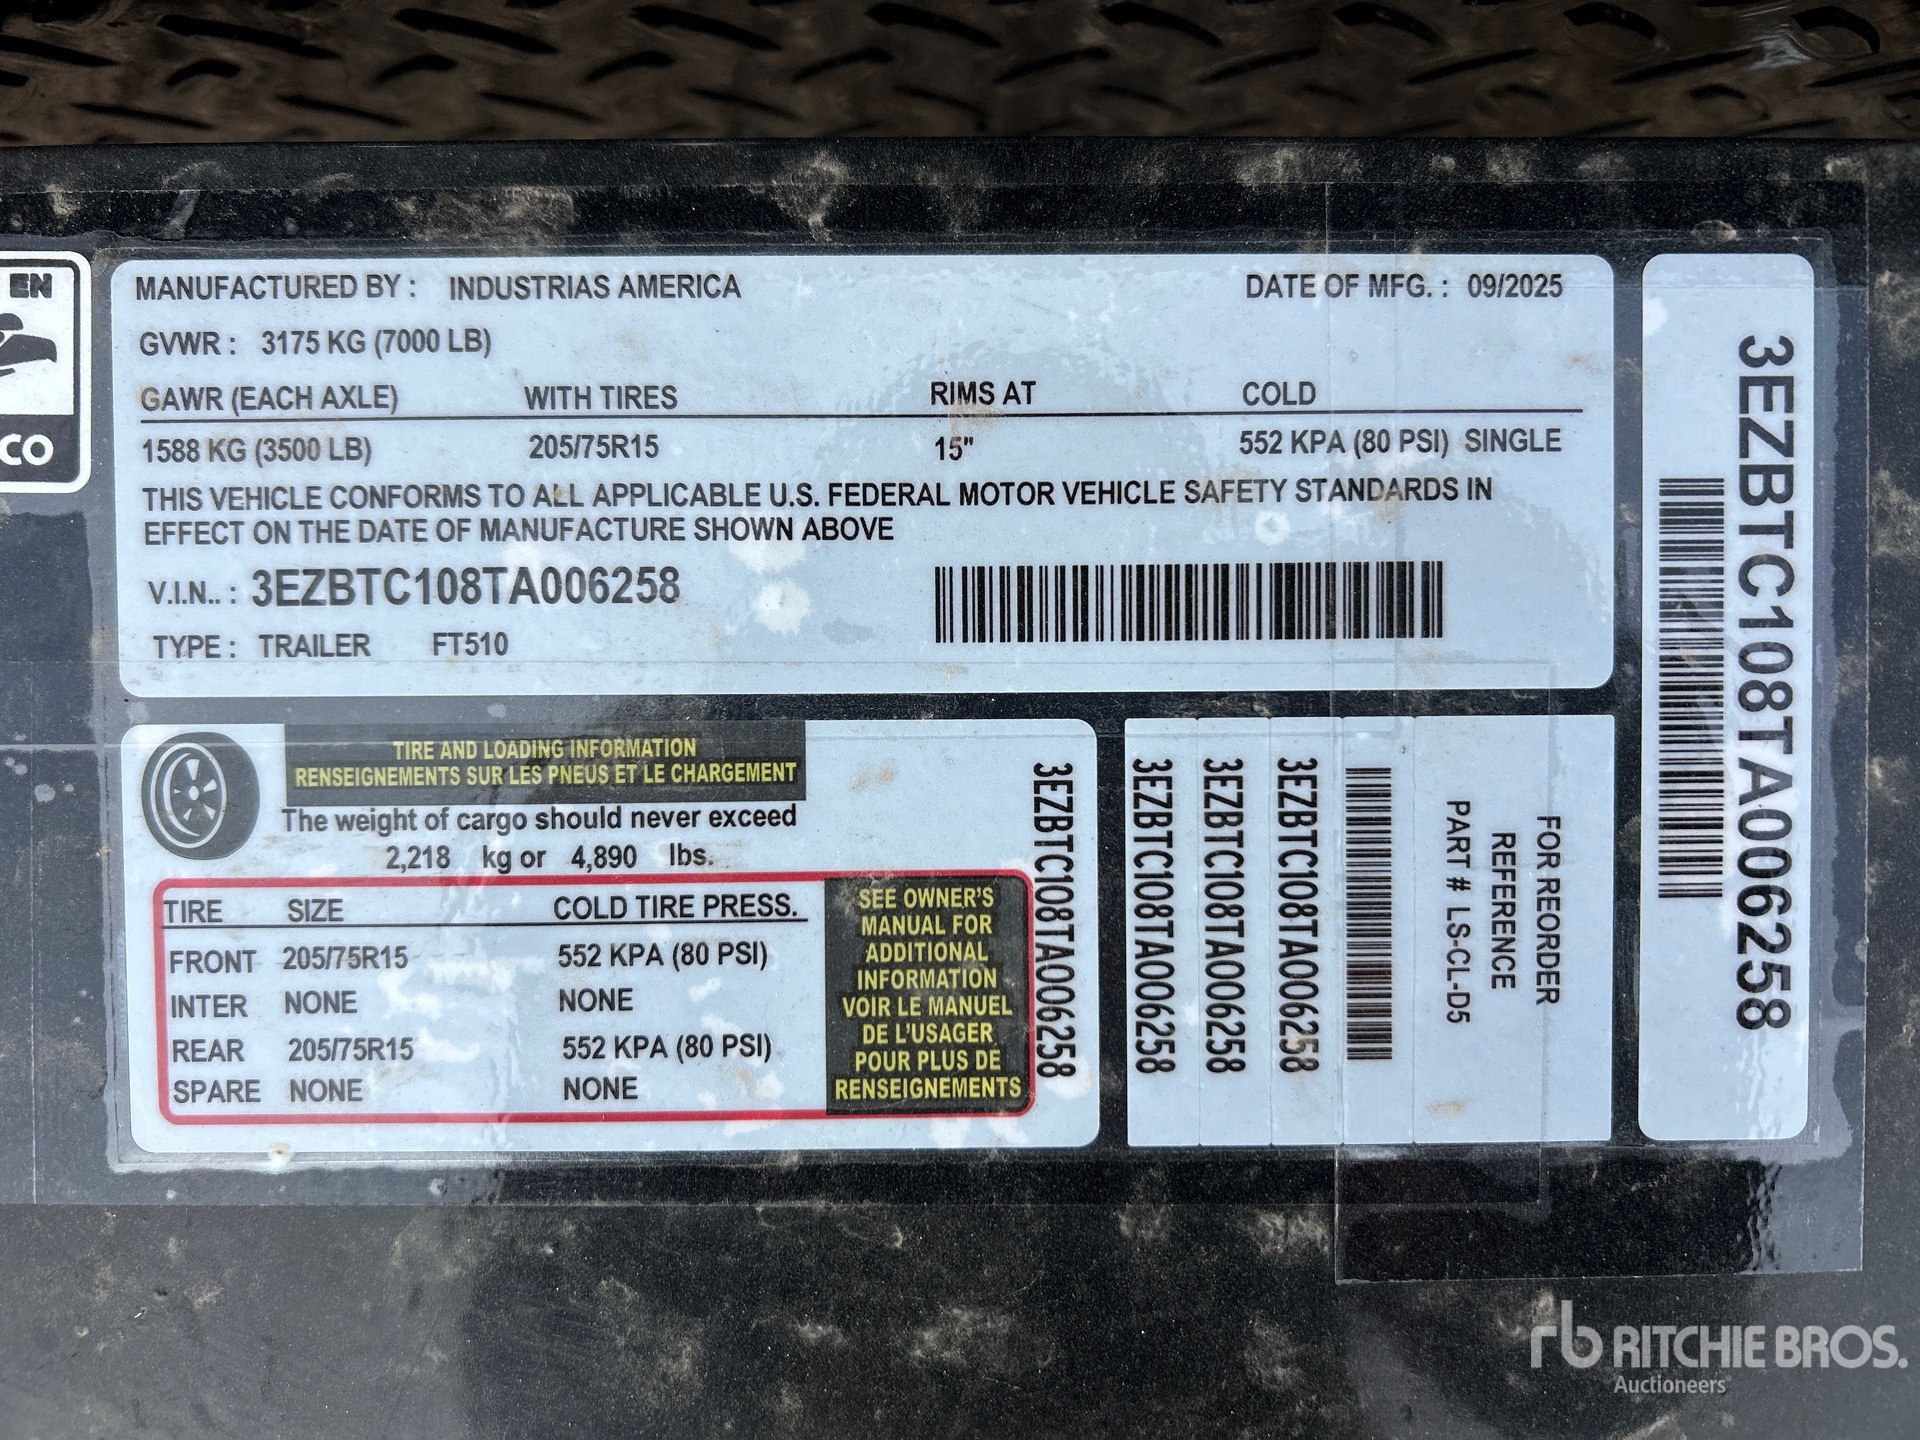 EN
CO
MANUFACTURED BY : INDUSTRIAS AMERICA DATE OF MFG. : 09/2025
GVWR : 3175 KG (7000 LB)
GAWR (EACH AXLE) WITH TIRES RIMS AT COLD
1588 KG (3500 LB) 205/75R15 15" 552 KPA (80 PSI) SINGLE
THIS VEHICLE CONFORMS TO ALL APPLICABLE U.S. FEDERAL MOTOR VEHICLE SAFETY STANDARDS IN
EFFECT ON THE DATE OF MANUFACTURE SHOWN ABOVE
V.I.N.. : 3EZBTC108TA006258
TYPE : TRAILER FT510
TIRE AND LOADING INFORMATION
RENSEIGNEMENTS SUR LES PNEUS ET LE CHARGEMENT
The weight of cargo should never exceed
2,218 kg or 4,890 lbs.
TIRE SIZE COLD TIRE PRESS.
FRONT 205/75R15 552 KPA (80 PSI)
INTER NONE NONE
REAR 205/75R15 552 KPA (80 PSI)
SPARE NONE NONE
SEE OWNER'S
MANUAL FOR
ADDITIONAL
INFORMATION
VOIR LE MANUEL
DE L'USAGER
POUR PLUS DE
RENSEIGNEMENTS
3EZBTC108TA006258
3EZBTC108TA006258
3EZBTC108TA006258
3EZBTC108TA006258
FOR REORDER
REFERENCE
PART # LS-CL-D5
3EZBTC108TA006258
rb RITCHIE BROS.
Auctioneers